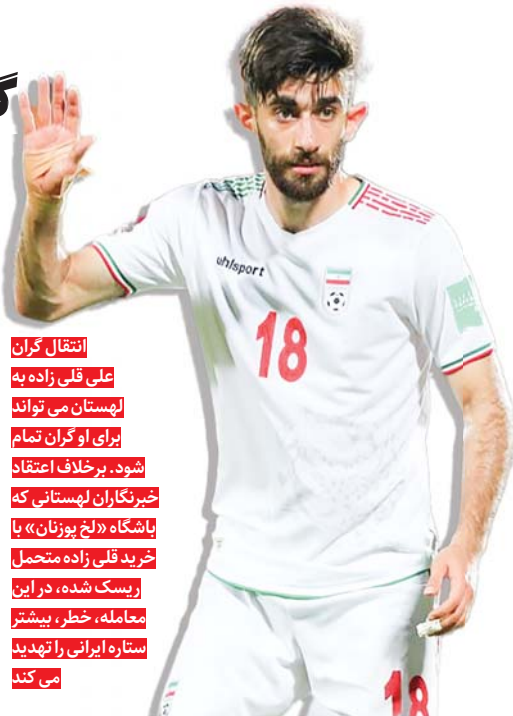 انتقال گران
علی قلی زاده به
لهستان می تواند
برای او گران تمام
شود. برخلاف اعتقاد
خبرنگاران لهستانی که
باشگاه «لخ پوزنان» با
خرید قلی زاده متحمل
ریسک شده، در این
معامله، خطر، بیشتر
ستاره ایرانی را تهدید
می کند
uhlsport
18
18